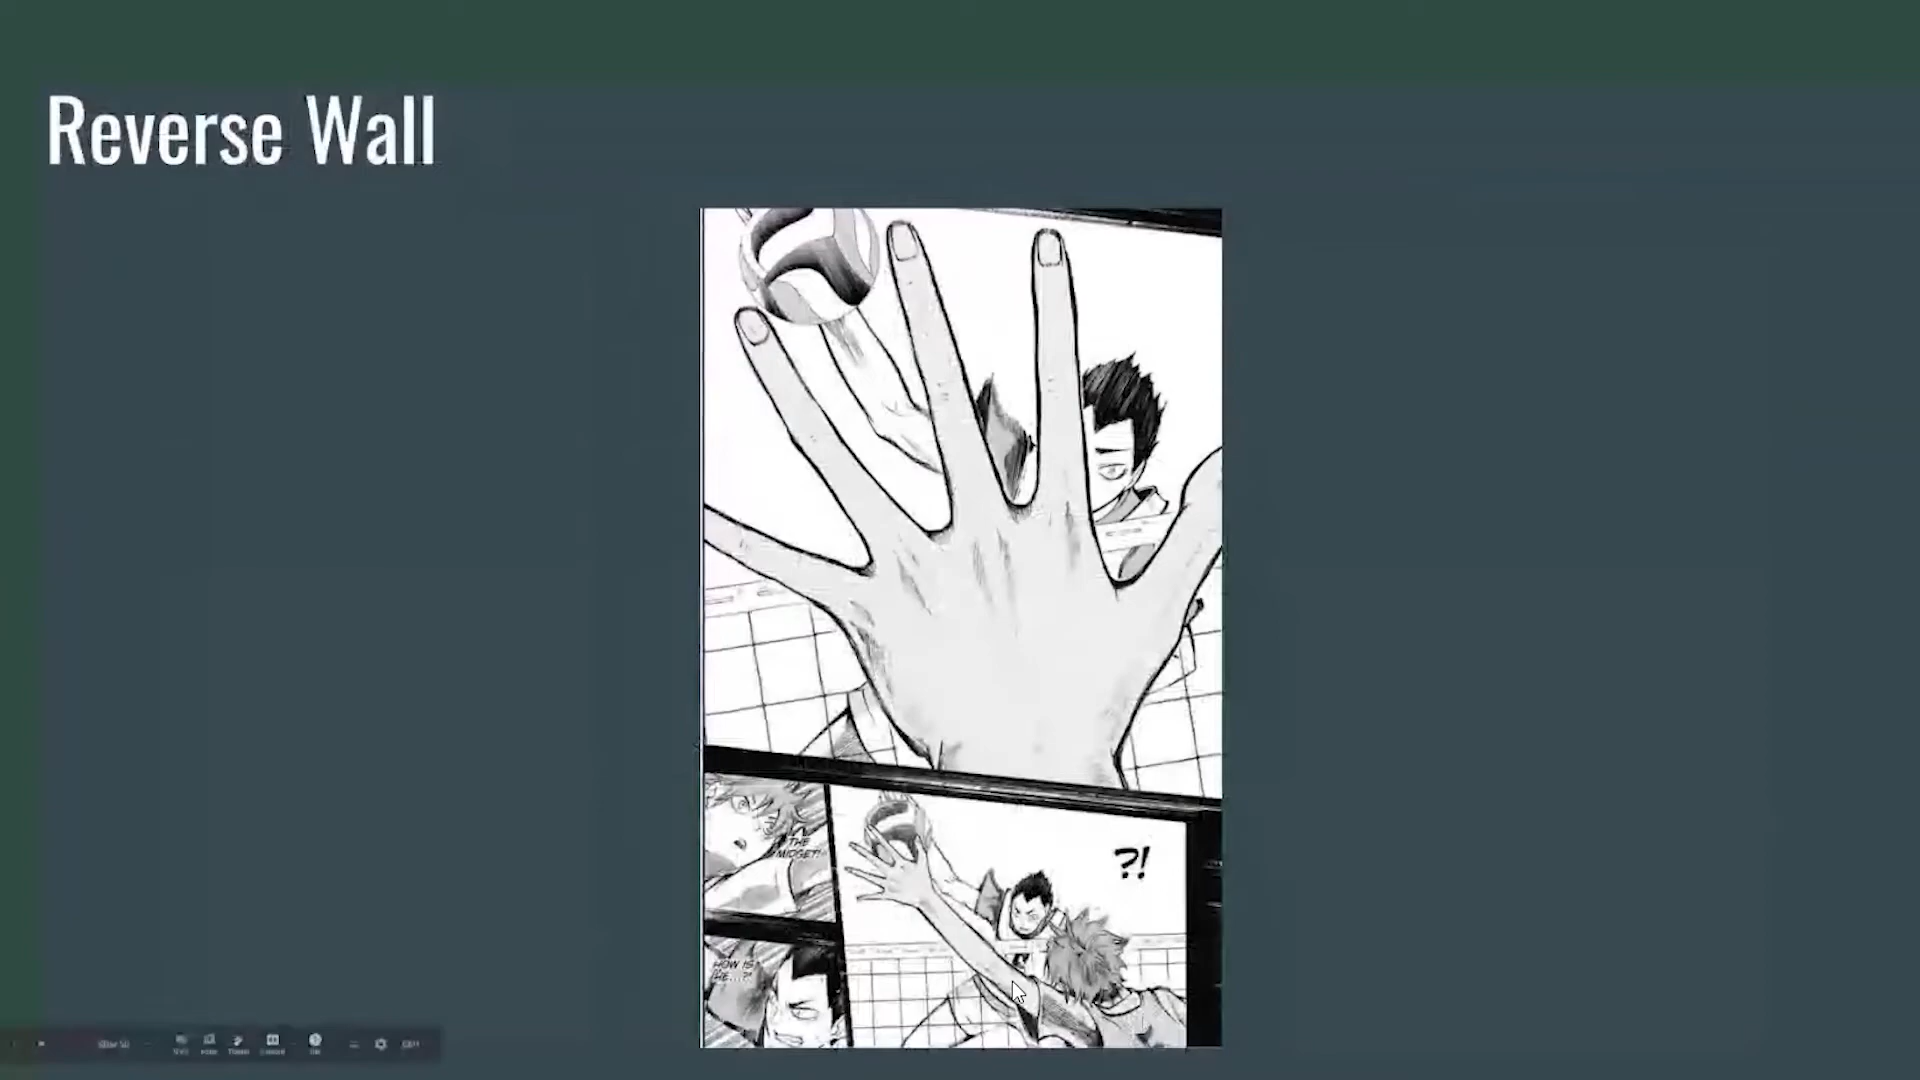 Reverse Wall
THE
MIDGET!
?!
HOW IS
HE...?!